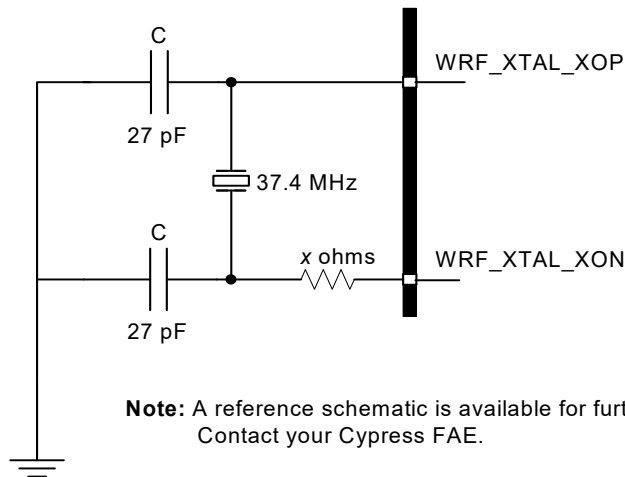 C
WRF_XTAL_XOP
27 pF
37.4 MHz
C
x ohms
WRF_XTAL_XON
27 pF
Note: A reference schematic is available for
Contact your Cypress FAE.